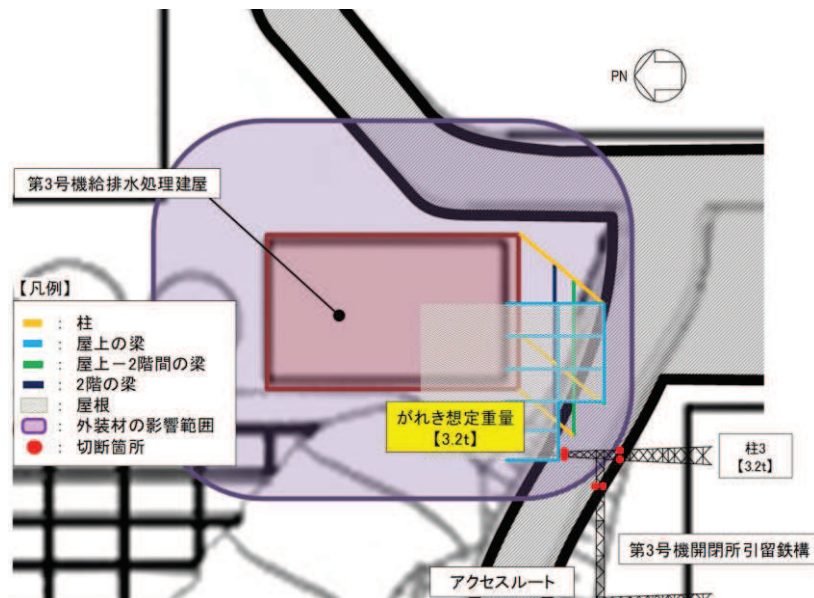 PN
第3号機給排水処理建屋
【凡例】
： 柱
： 屋上の梁
： 屋上－2階間の梁
： 2階の梁
： 屋根
： 外装材の影響範囲
： 切断箇所
がれき想定重量
【3.2t】
柱3
【3.2t】
第3号機開閉所引留鉄構
アクセスルート